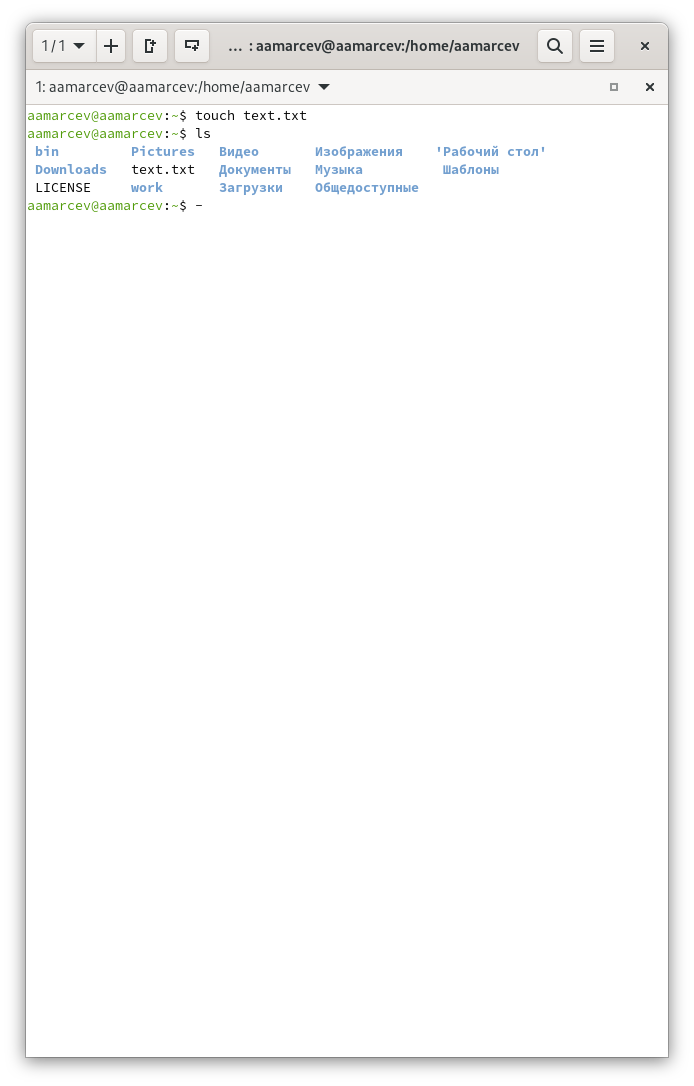 1 / 1 ... : aamarcev@aamarcev:/home/aamarcev
1: aamarcev@aamarcev:/home/aamarcev
aamarcev@aamarcev:~$ touch text.txt
aamarcev@aamarcev:~$ ls
bin Pictures Видео Изображения 'Рабочий стол'
Downloads text.txt Документы Музыка Шаблоны
LICENSE work Загрузки Общедоступные
aamarcev@aamarcev:~$ -